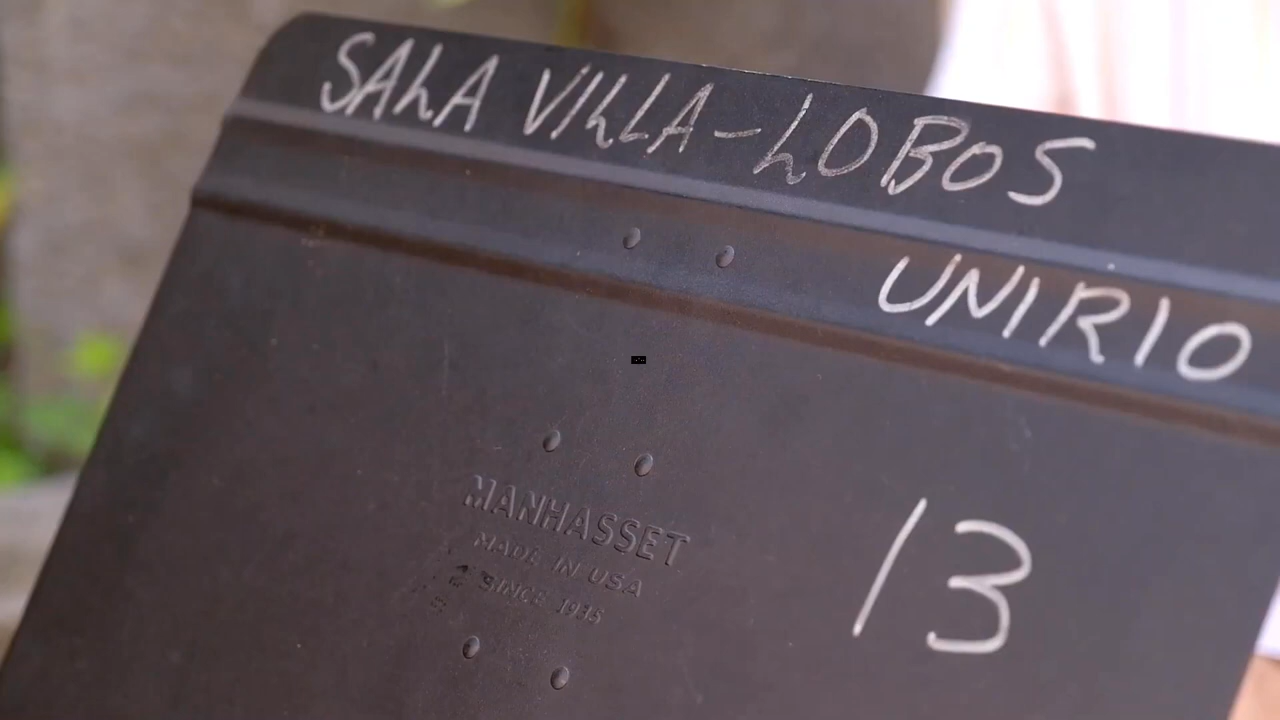 SALA VILLA-LOBOS
UNIRIO
MANHASSET
MADE IN USA
SINCE 1935
13